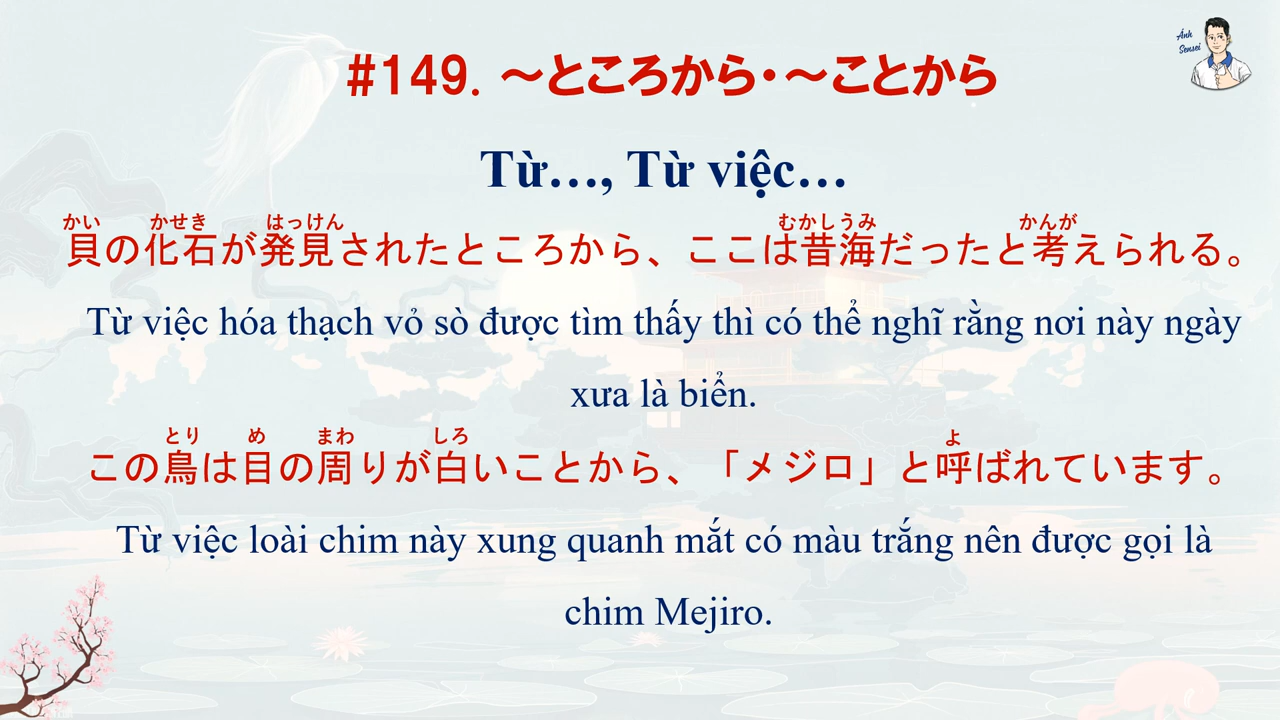 Ánh
Sensei
#149. ～ところから・～ことから
Từ…, Từ việc…
かい かせき はっけん むかしうみ かんが
貝の化石が発見されたところから、ここは昔海だったと考えられる。
Từ việc hóa thạch vỏ sò được tìm thấy thì có thể nghĩ rằng nơi này ngày
xưa là biển.
とり め まわ しろ よ
この鳥は目の周りが白いことから、「メジロ」と呼ばれています。
Từ việc loài chim này xung quanh mắt có màu trắng nên được gọi là
chim Mejiro.